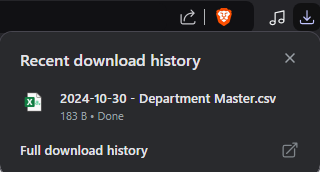 Recent download history
2024-10-30 - Department Master.csv
183 B • Done
Full download history